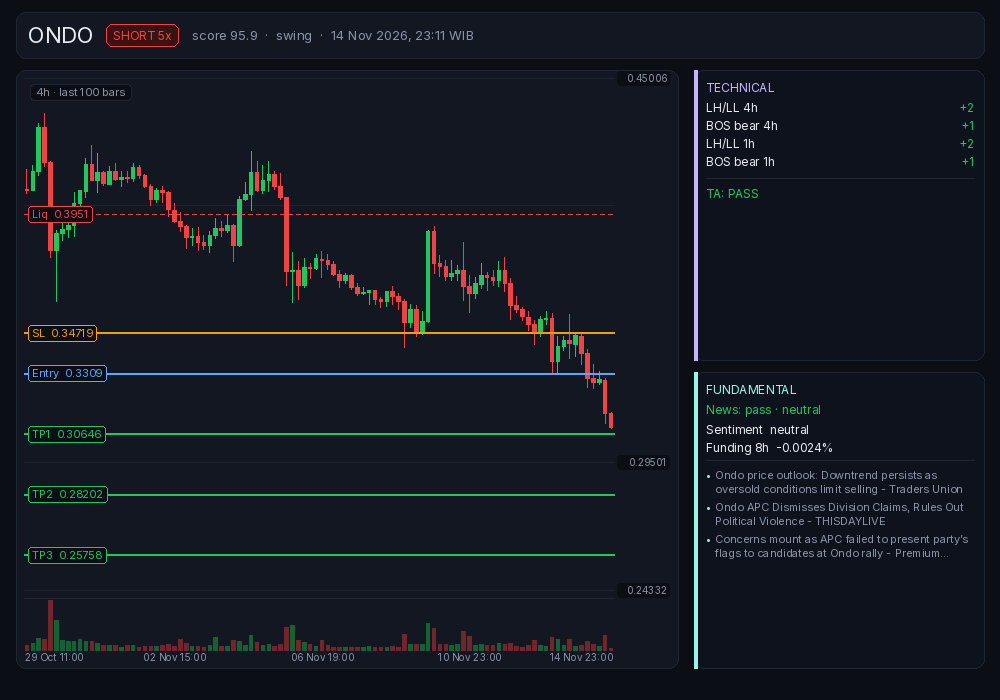 ONDO
SHORT 5x
score 95.9 · swing · 14 Nov 2026, 23:11 WIB
4h · last 100 bars
0.45006
Liq 0.3951
SL 0.34719
Entry 0.3309
TP1 0.30646
0.29501
TP2 0.28202
TP3 0.25758
0.24332
29 Oct 11:00
02 Nov 15:00
06 Nov 19:00
10 Nov 23:00
14 Nov 23:00
TECHNICAL
LH/LL 4h +2
BOS bear 4h +1
LH/LL 1h +2
BOS bear 1h +1
TA: PASS
FUNDAMENTAL
News: pass · neutral
Sentiment neutral
Funding 8h -0.0024%
• Ondo price outlook: Downtrend persists as
oversold conditions limit selling - Traders Union
• Ondo APC Dismisses Division Claims, Rules Out
Political Violence - THISDAYLIVE
• Concerns mount as APC failed to present party's
flags to candidates at Ondo rally - Premium...